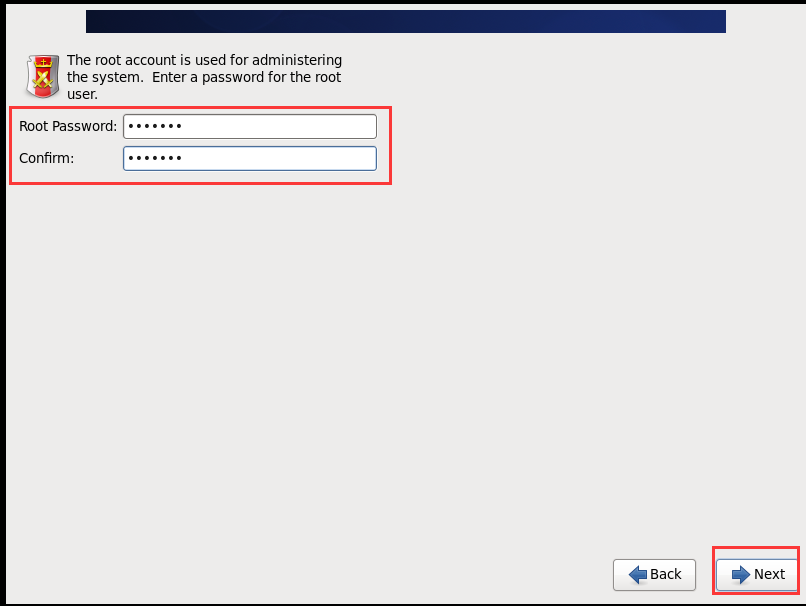 The root account is used for administering
the system.  Enter a password for the root
user.
Root Password: •••••••
Confirm: •••••••
Back
Next